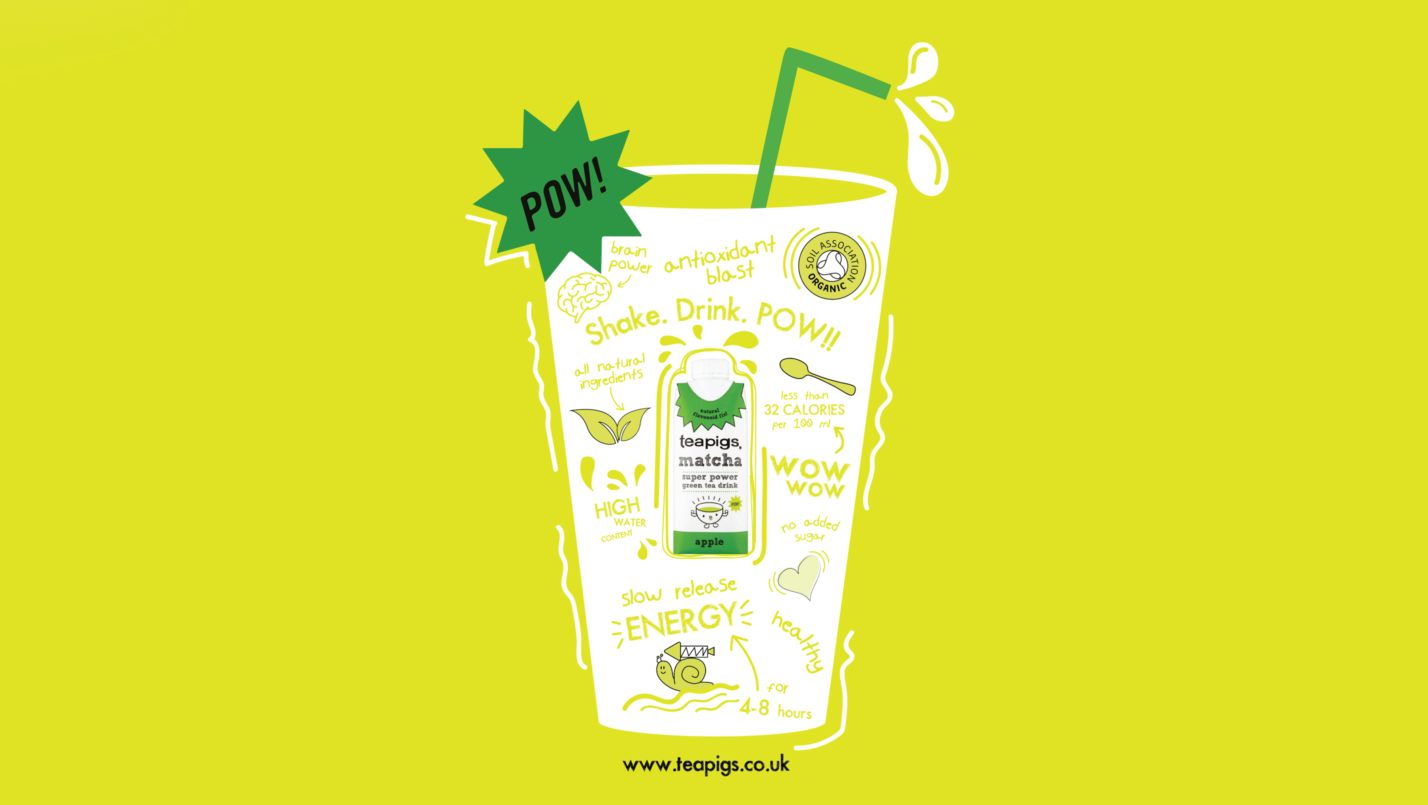 POW!
brain
power
antioxidant
blast
SOIL ASSOCIATION
ORGANIC
Shake. Drink. POW!!
all natural
ingredients
less than
32 CALORIES
per 100 ml
natural
teapigs.
matcha
super power
green tea drink
POW!
apple
WOW
WOW
HIGH
WATER
CONTENT
no added
sugar
slow release
ENERGY
healthy
for
4-8 hours
www.teapigs.co.uk